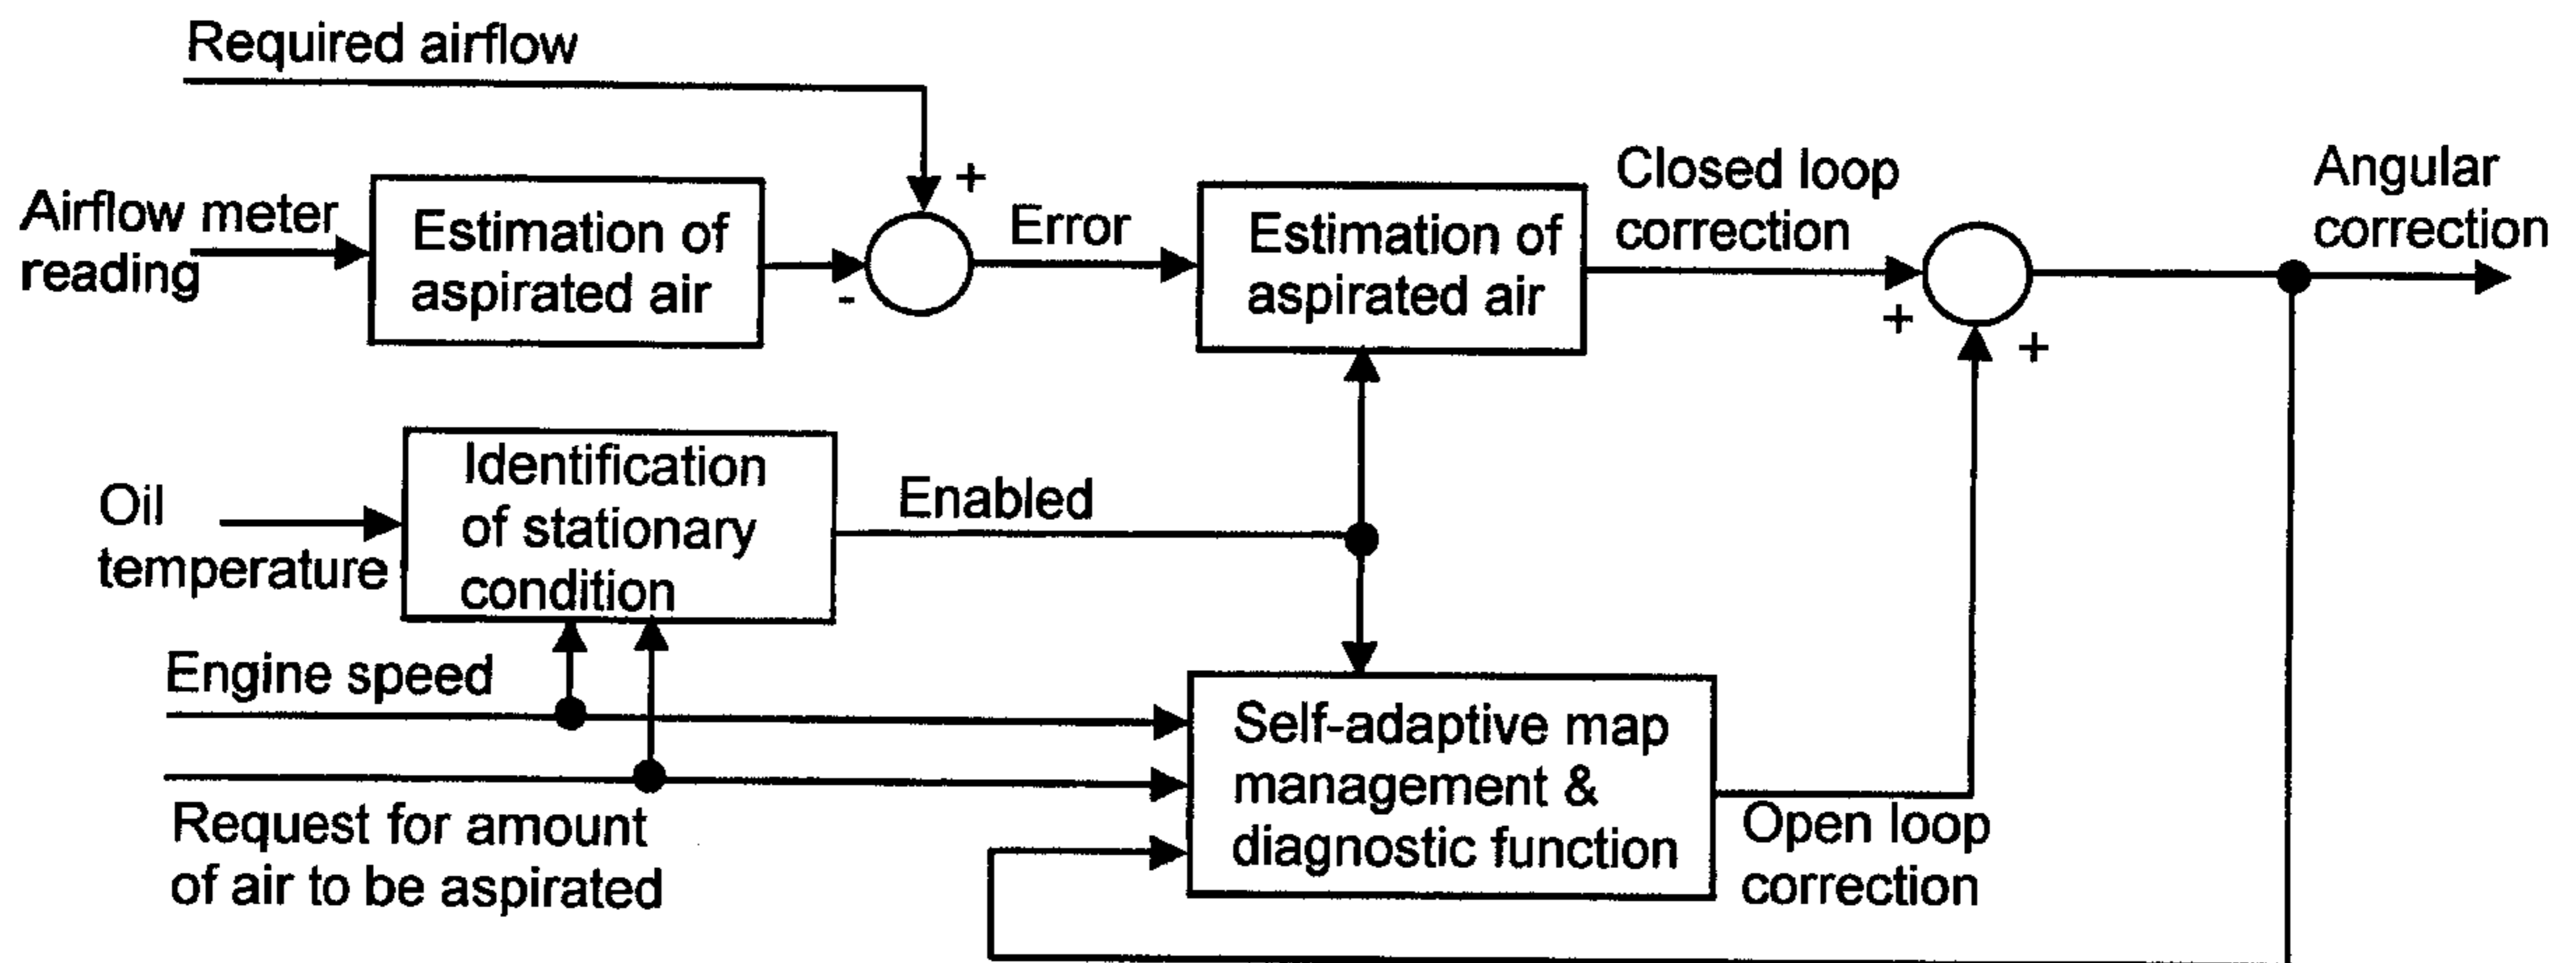 Required airflow
+
Airflow meter
reading
Estimation of
aspirated air
-
Error
Estimation of
aspirated air
Closed loop
correction
+
+
Angular
correction
Oil
temperature
Identification
of stationary
condition
Enabled
Engine speed
Request for amount
of air to be aspirated
Self-adaptive map
management &
diagnostic function
Open loop
correction